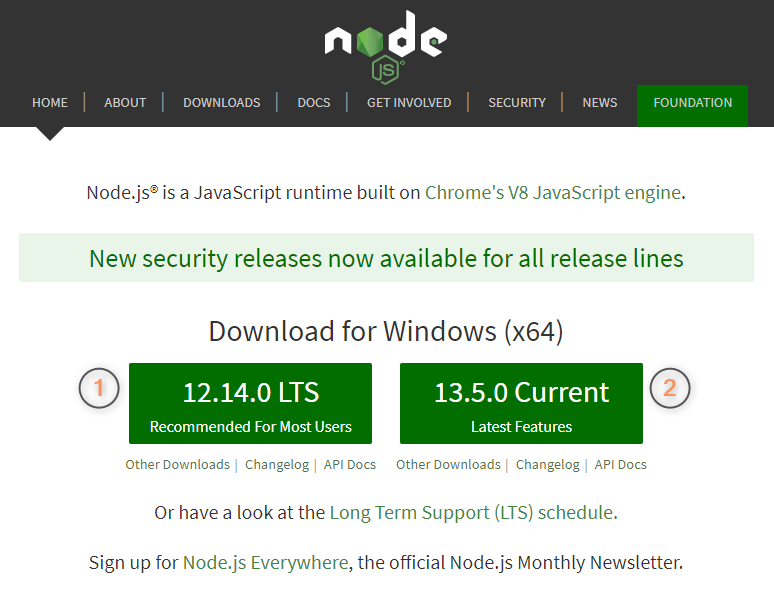 node
JS
HOME ABOUT DOWNLOADS DOCS GET INVOLVED SECURITY NEWS FOUNDATION
Node.js® is a JavaScript runtime built on Chrome's V8 JavaScript engine.
New security releases now available for all release lines
Download for Windows (x64)
1 12.14.0 LTS 13.5.0 Current 2
Recommended For Most Users Latest Features
Other Downloads | Changelog | API Docs Other Downloads | Changelog | API Docs
Or have a look at the Long Term Support (LTS) schedule.
Sign up for Node.js Everywhere, the official Node.js Monthly Newsletter.